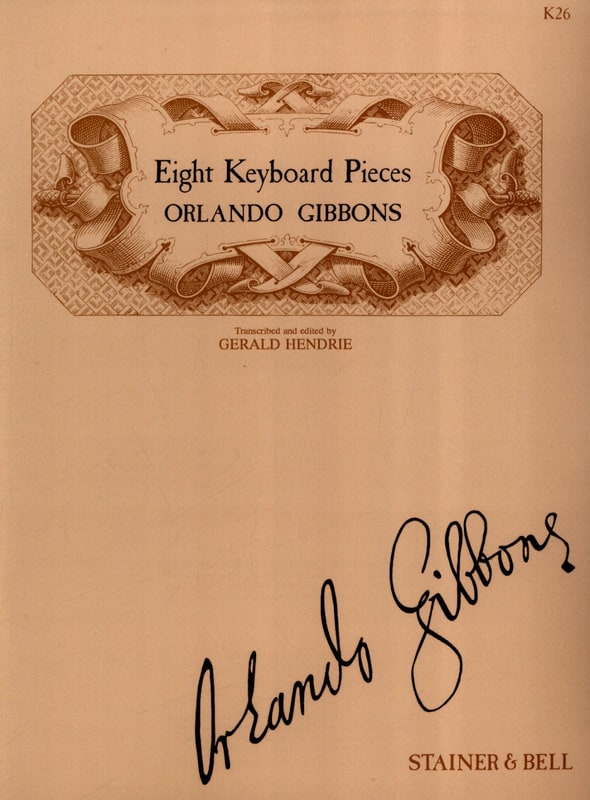 K26
Eight Keyboard Pieces
ORLANDO GIBBONS
Transcribed and edited by
GERALD HENDRIE
Orlando Gibbons
STAINER & BELL